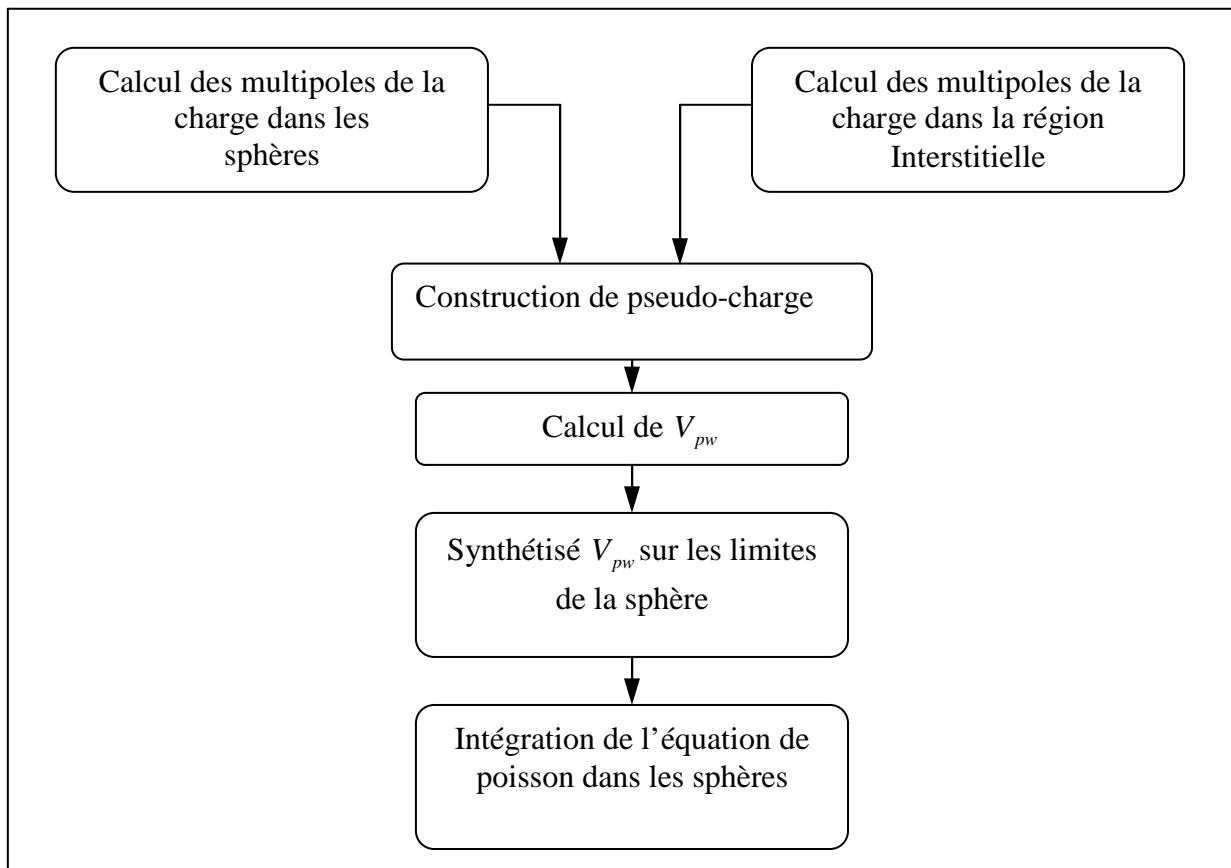 Calcul des multipoles de la
charge dans les
sphères
Calcul des multipoles de la
charge dans la région
Interstitielle
Construction de pseudo-charge
Calcul de V_pw
Synthétisé V_pw sur les limites
de la sphère
Intégration de l’équation de
poisson dans les sphères